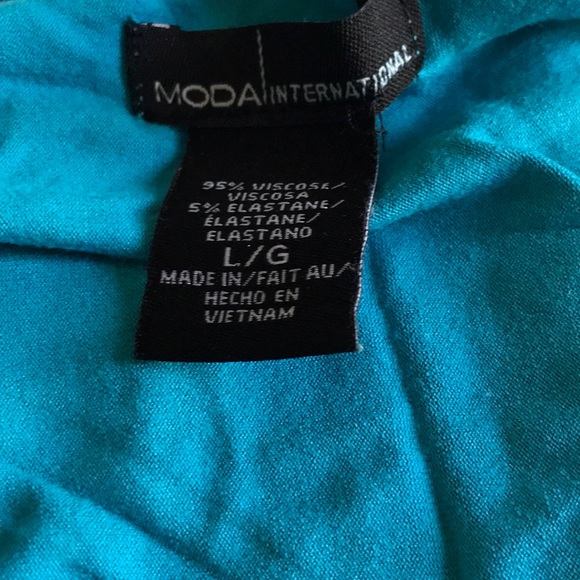 MODA INTERNATIONAL
95% VISCOSE/
VISCOSA
5% ELASTANE/
ÉLASTANE/
ELASTANO
L/G
MADE IN/FAIT AU/
HECHO EN
VIETNAM